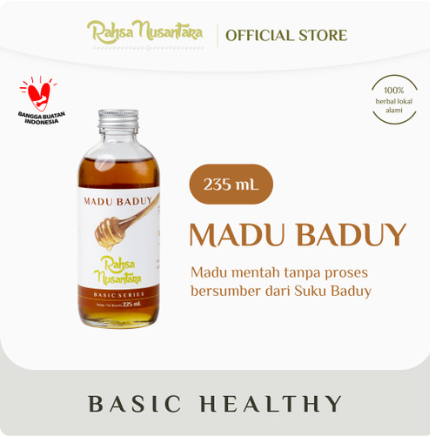 Rahsa Nusantara
OFFICIAL STORE
BANGGA BUATAN
INDONESIA
100%
herbal lokal
alami
235 mL
MADU BADUY
Madu mentah tanpa proses
bersumber dari Suku Baduy
MADU BADUY
Rahsa
Nusantara
BASIC SERIES
235 mL
BASIC HEALTHY